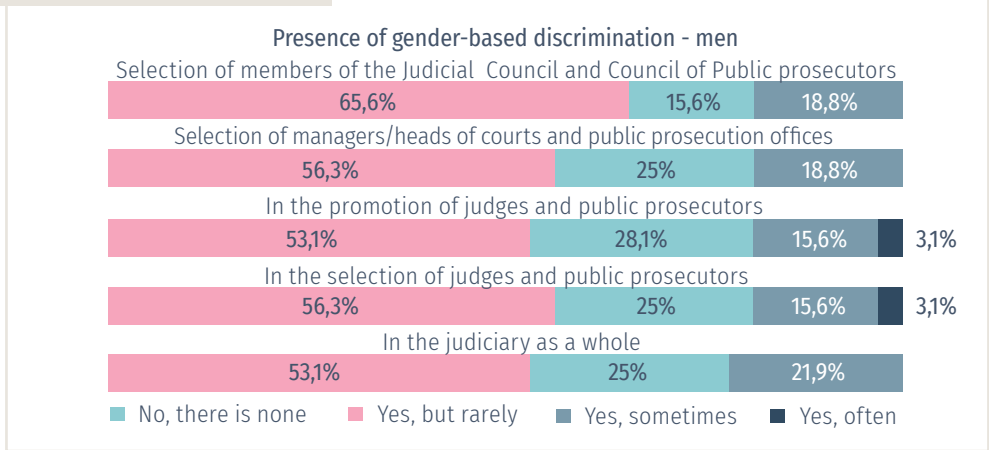 Presence of gender-based discrimination - men
Selection of members of the Judicial Council and Council of Public prosecutors
65,6% 15,6% 18,8%
Selection of managers/heads of courts and public prosecution offices
56,3% 25% 18,8%
In the promotion of judges and public prosecutors
53,1% 28,1% 15,6% 3,1%
In the selection of judges and public prosecutors
56,3% 25% 15,6% 3,1%
In the judiciary as a whole
53,1% 25% 21,9%
No, there is none Yes, but rarely Yes, sometimes Yes, often